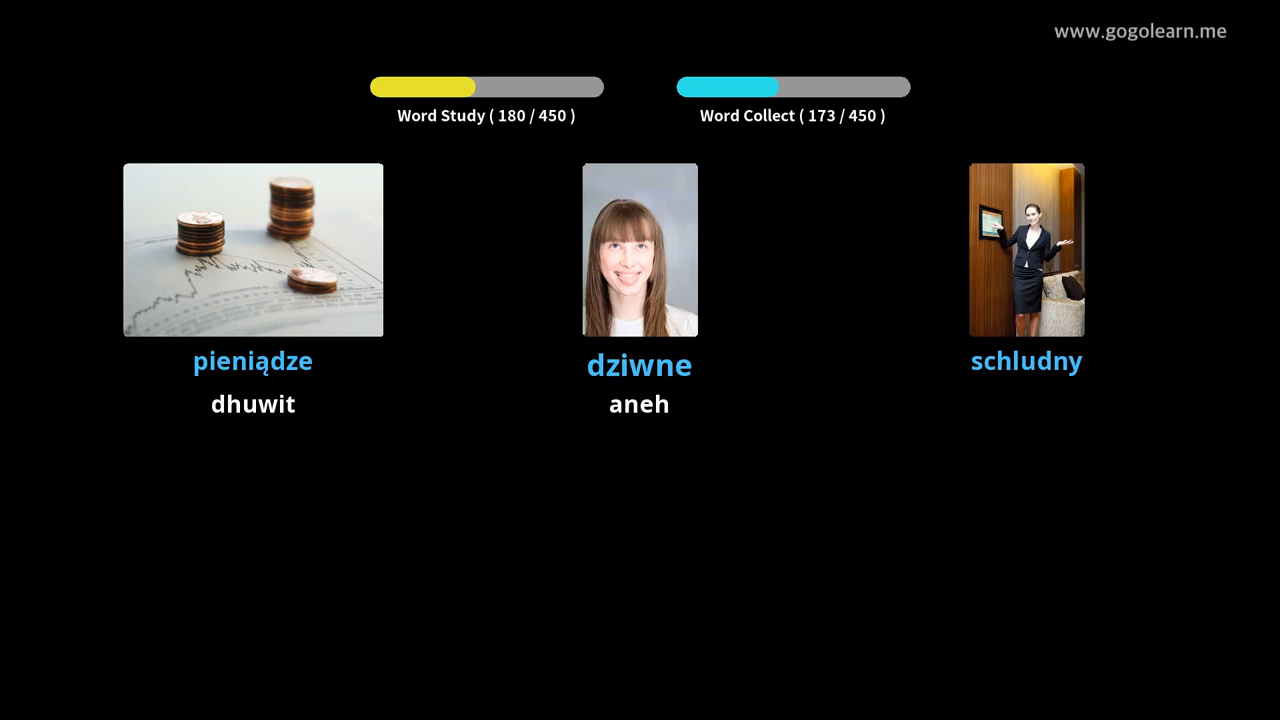 www.gogolearn.me
Word Study ( 180 / 450 )
Word Collect ( 173 / 450 )
pieniądze
dziwne
schludny
dhuwit
aneh